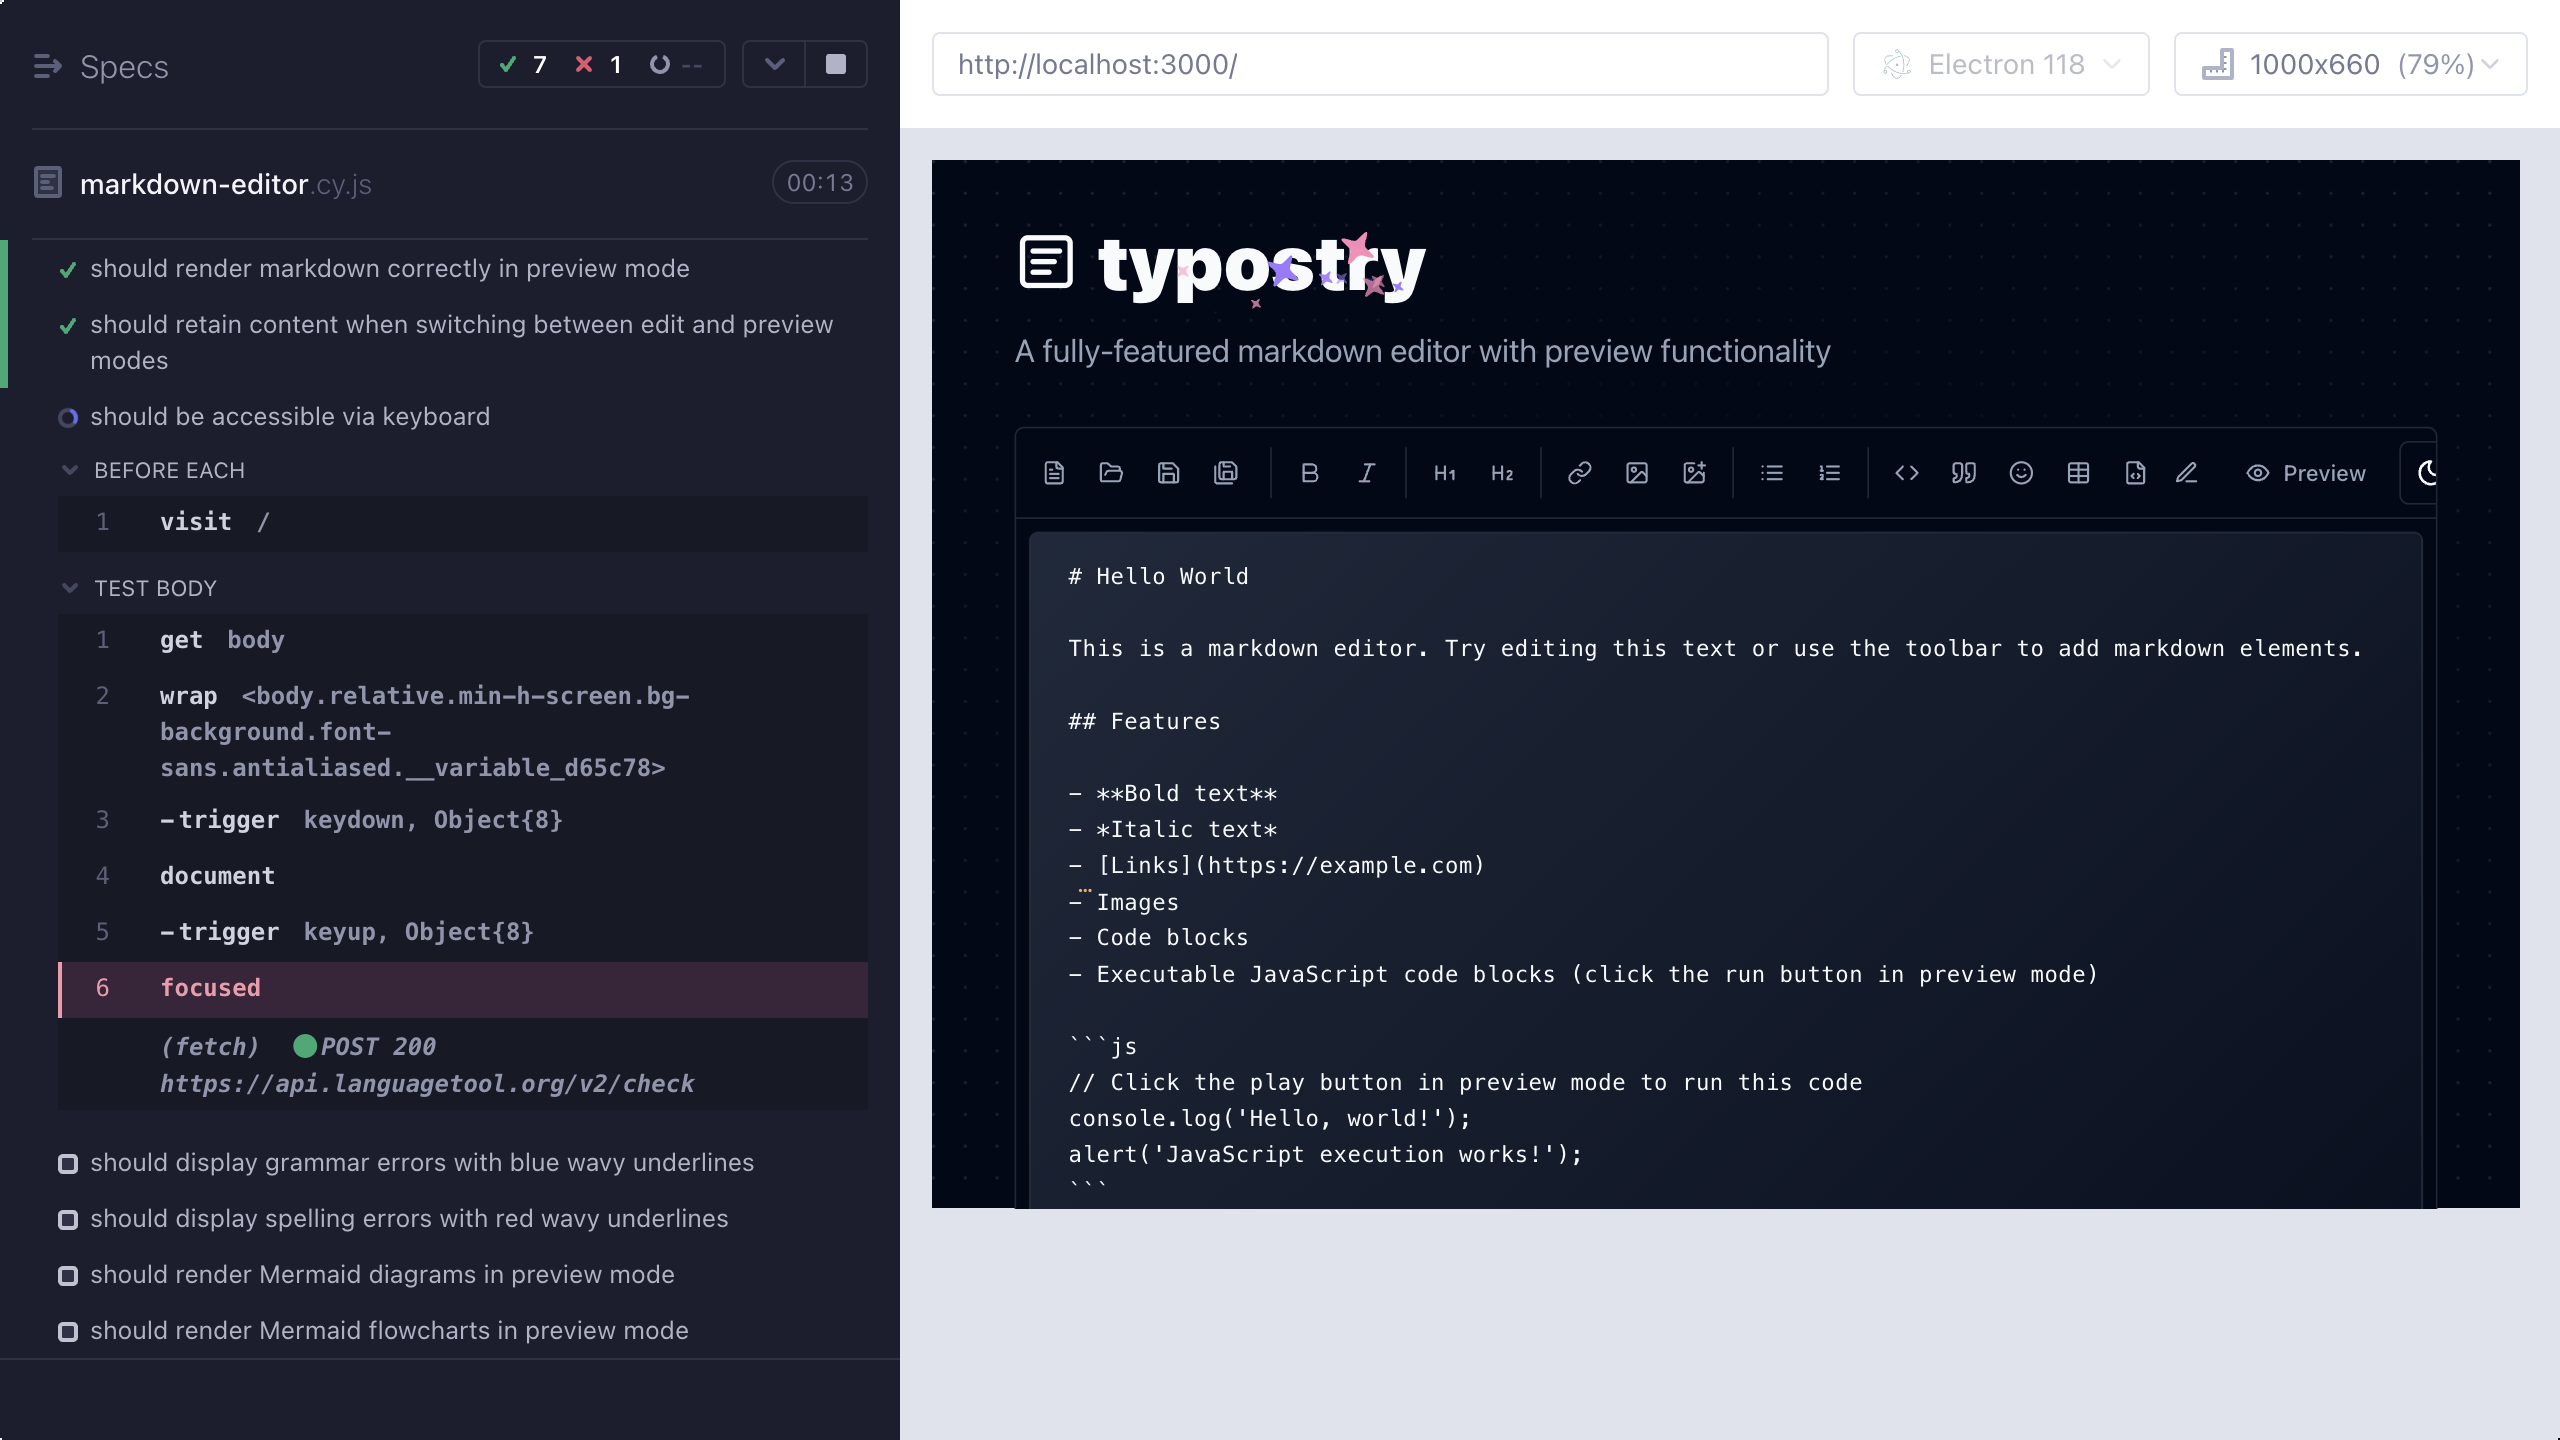 Specs
7 1 --
markdown-editor.cy.js 00:13
should render markdown correctly in preview mode
should retain content when switching between edit and preview
modes
should be accessible via keyboard
BEFORE EACH
1 visit /
TEST BODY
1 get body
2 wrap <body.relative.min-h-screen.bg-
background.font-
sans.antialiased.__variable_d65c78>
3 -trigger keydown, Object{8}
4 document
5 -trigger keyup, Object{8}
6 focused
(fetch) POST 200
https://api.languagetool.org/v2/check
should display grammar errors with blue wavy underlines
should display spelling errors with red wavy underlines
should render Mermaid diagrams in preview mode
should render Mermaid flowcharts in preview mode
http://localhost:3000/
Electron 118
1000x660 (79%)
typostry
A fully-featured markdown editor with preview functionality
B I H1 H2 Preview
# Hello World
This is a markdown editor. Try editing this text or use the toolbar to add markdown elements.
## Features
- **Bold text**
- *Italic text*
- [Links](https://example.com)
- Images
- Code blocks
- Executable JavaScript code blocks (click the run button in preview mode)
```js
// Click the play button in preview mode to run this code
console.log('Hello, world!');
alert('JavaScript execution works!');
```